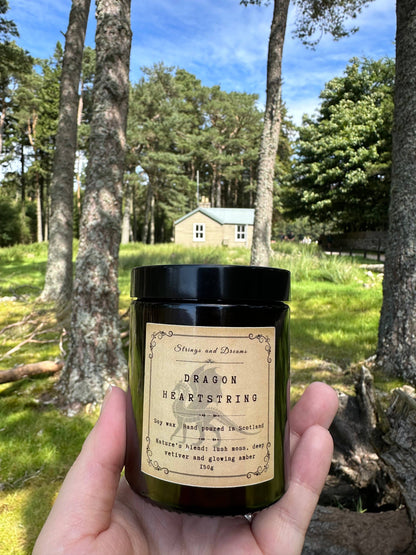 Strings and Dreams
DRAGON
HEARTSTRING
Soy wax  Hand poured in Scotland
Nature's blend: lush moss, deep
vetiver and glowing amber
150g